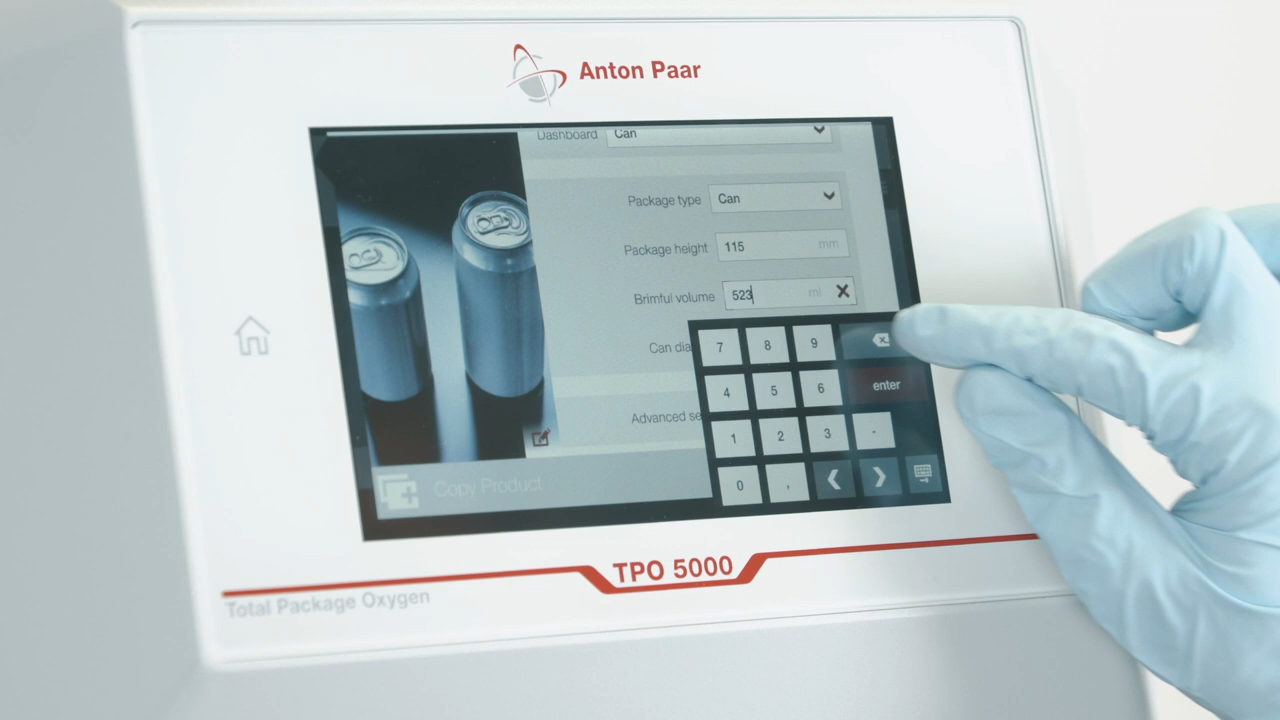 Anton Paar
Dashboard Can
Package type Can
Package height 115 mm
Brimful volume 523 ml
Can dia
Advanced se
7 8 9
4 5 6 enter
1 2 3 -
0 ,
Copy Product
TPO 5000
Total Package Oxygen